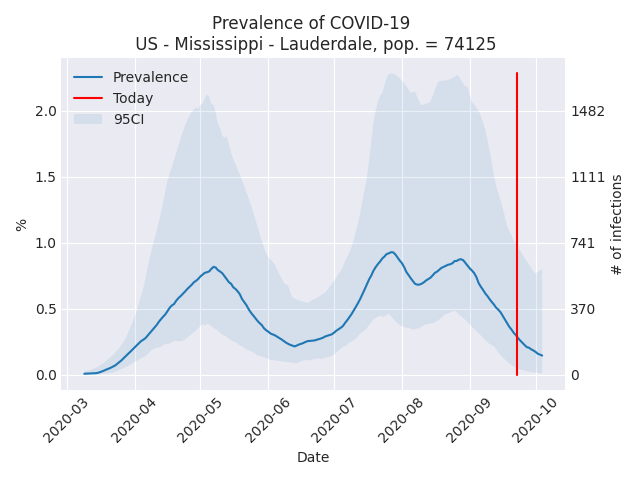 Prevalence of COVID-19
US - Mississippi - Lauderdale, pop. = 74125
Prevalence
Today
95CI
2.0
1.5
1.0
0.5
0.0
%
1482
1111
741
370
0
# of infections
2020-03
2020-04
2020-05
2020-06
2020-07
2020-08
2020-09
2020-10
Date